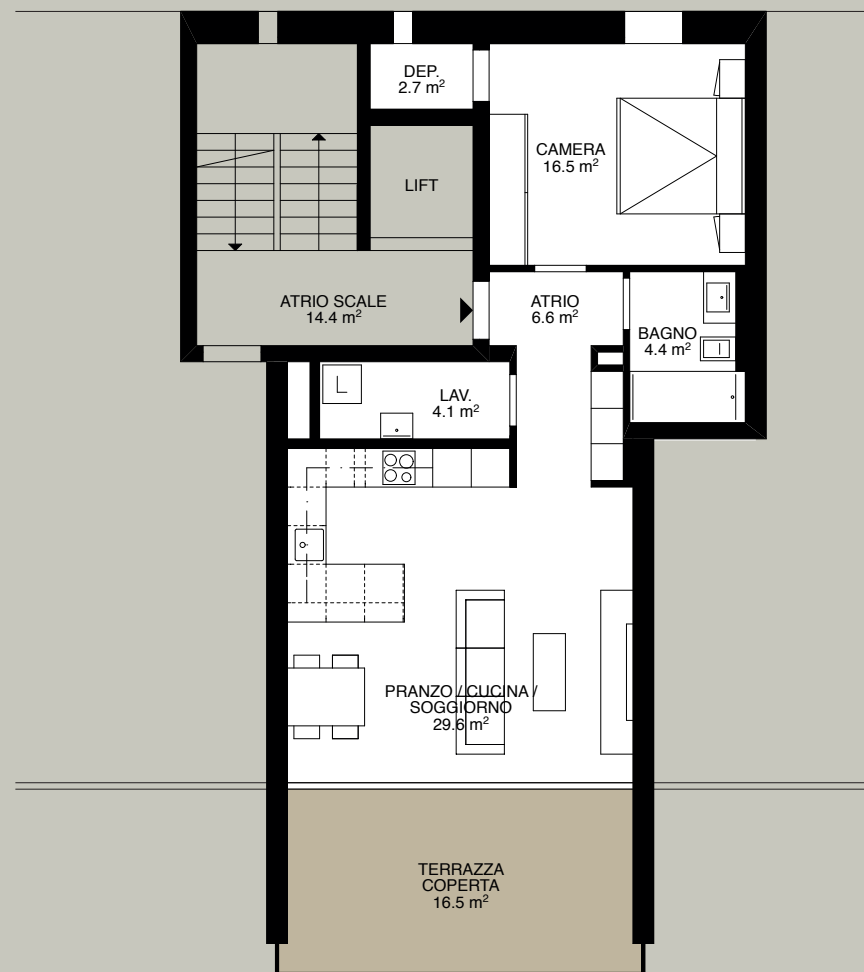 DEP.
2.7 m²
CAMERA
16.5 m²
LIFT
ATRIO SCALE
14.4 m²
ATRIO
6.6 m²
BAGNO
4.4 m²
L
LAV.
4.1 m²
PRANZO / CUCINA /
SOGGIORNO
29.6 m²
TERRAZZA
COPERTA
16.5 m²